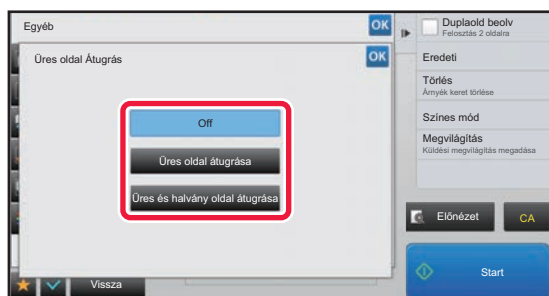 Egyéb
OK
Üres oldal Átugrás
OK
Off
Üres oldal átugrása
Üres és halvány oldal átugrása
Vissza
Duplaold beolv
Felosztás 2 oldalra
Eredeti
Törlés
Árnyék keret törlése
Színes mód
Megvilágítás
Küldési megvilágítás megadása
Előnézet
CA
Start